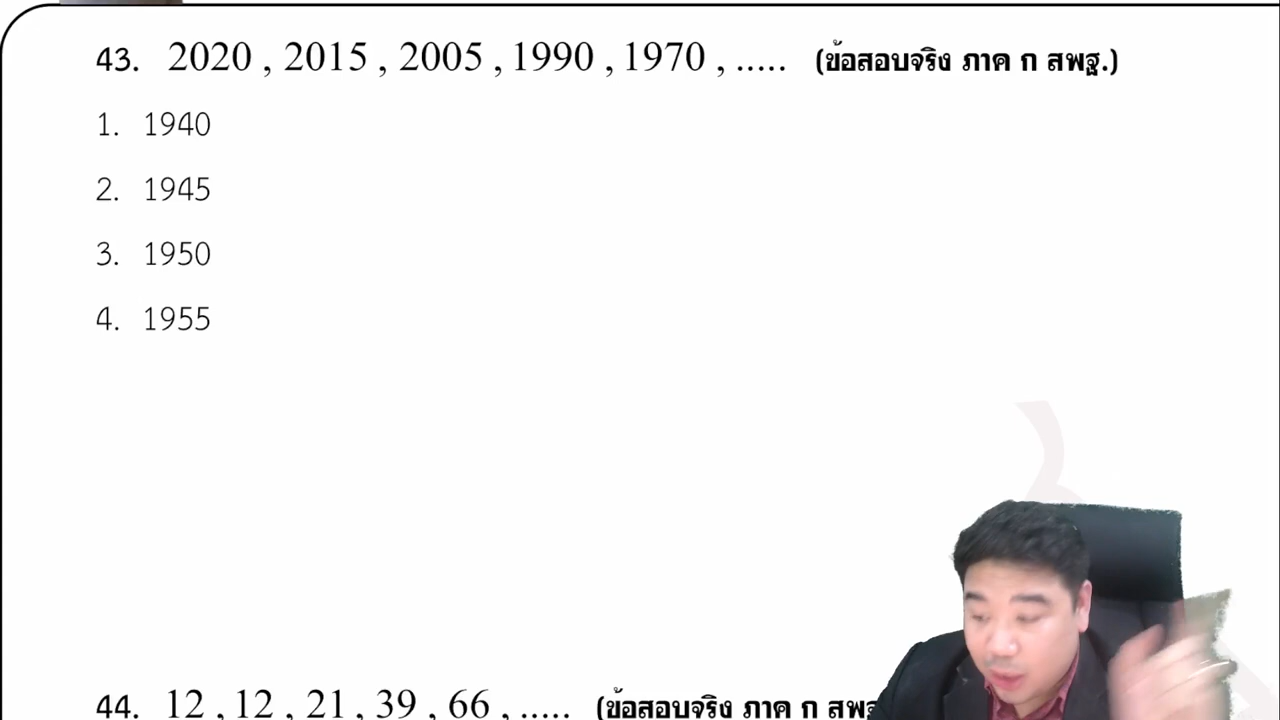 43. 2020 , 2015 , 2005 , 1990 , 1970 , ..... (ข้อสอบจริง ภาค ก สพฐ.)
1. 1940
2. 1945
3. 1950
4. 1955
44. 12 , 12 , 21 , 39 , 66 , ..... (ข้อสอบจริง ภาค ก